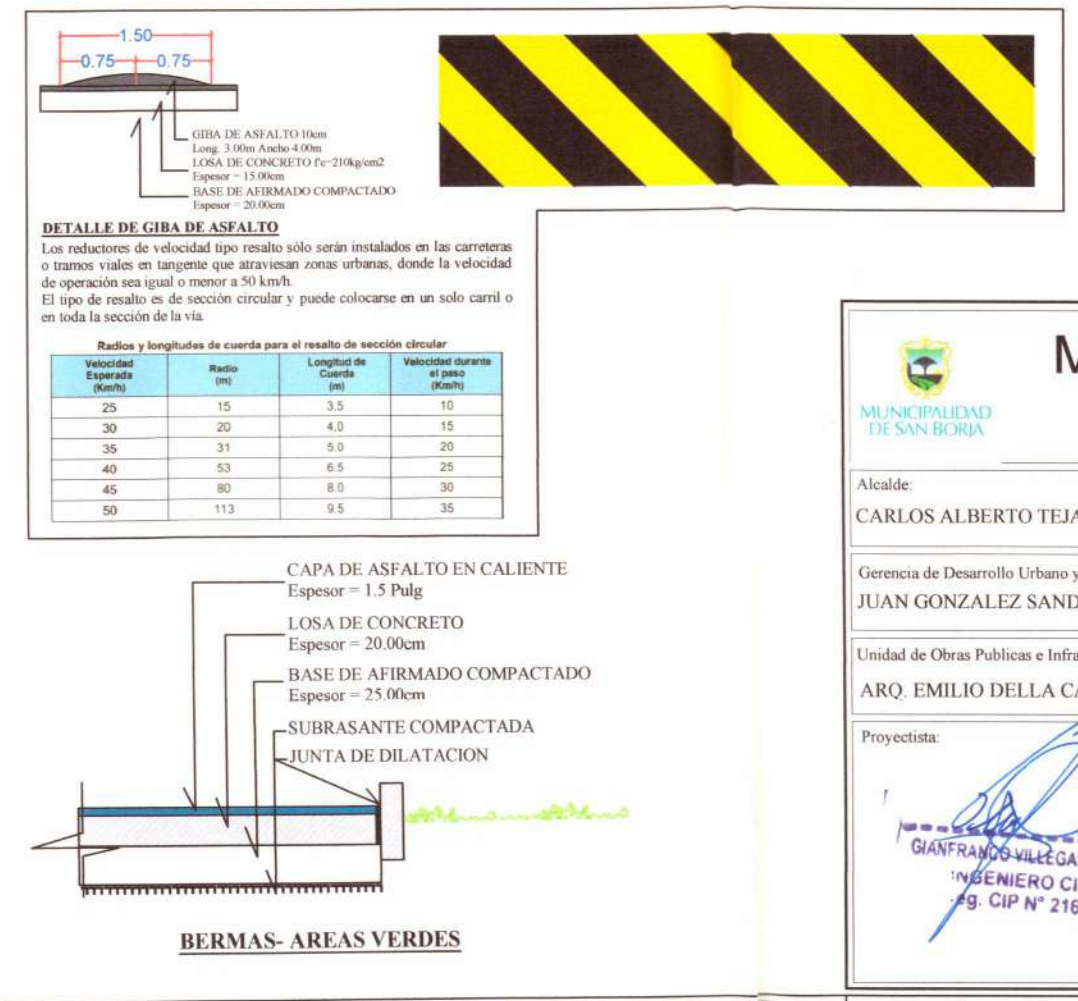 1.50
0.75 0.75
GIBA DE ASFALTO 10cm
Long. 3.00m Ancho 4.00m
LOSA DE CONCRETO f'c=210kg/cm2
Espesor = 15.00cm
BASE DE AFIRMADO COMPACTADO
Espesor = 20.00cm
DETALLE DE GIBA DE ASFALTO
Los reductores de velocidad tipo resalto sólo serán instalados en las carreteras
o tramos viales en tangente que atraviesan zonas urbanas, donde la velocidad
de operación sea igual o menor a 50 km/h.
El tipo de resalto es de sección circular y puede colocarse en un solo carril o
en toda la sección de la vía.
Radios y longitudes de cuerda para el resalto de sección circular
Velocidad Esperada (Km/h) Radio (m) Longitud de Cuerda (m) Velocidad durante el paso (Km/h)
25 15 3.5 10
30 20 4.0 15
35 31 5.0 20
40 53 6.5 25
45 80 8.0 30
50 113 9.5 35
CAPA DE ASFALTO EN CALIENTE
Espesor = 1.5 Pulg
LOSA DE CONCRETO
Espesor = 20.00cm
BASE DE AFIRMADO COMPACTADO
Espesor = 25.00cm
SUBRASANTE COMPACTADA
JUNTA DE DILATACION
BERMAS- AREAS VERDES
M
MUNICIPALIDAD
DE SAN BORJA
Alcalde:
CARLOS ALBERTO TEJA
Gerencia de Desarrollo Urbano y
JUAN GONZALEZ SAND
Unidad de Obras Publicas e Infra
ARQ. EMILIO DELLA CA
Proyectista:
GIANFRANCO VILLEGA
INGENIERO CI
eg. CIP N° 216